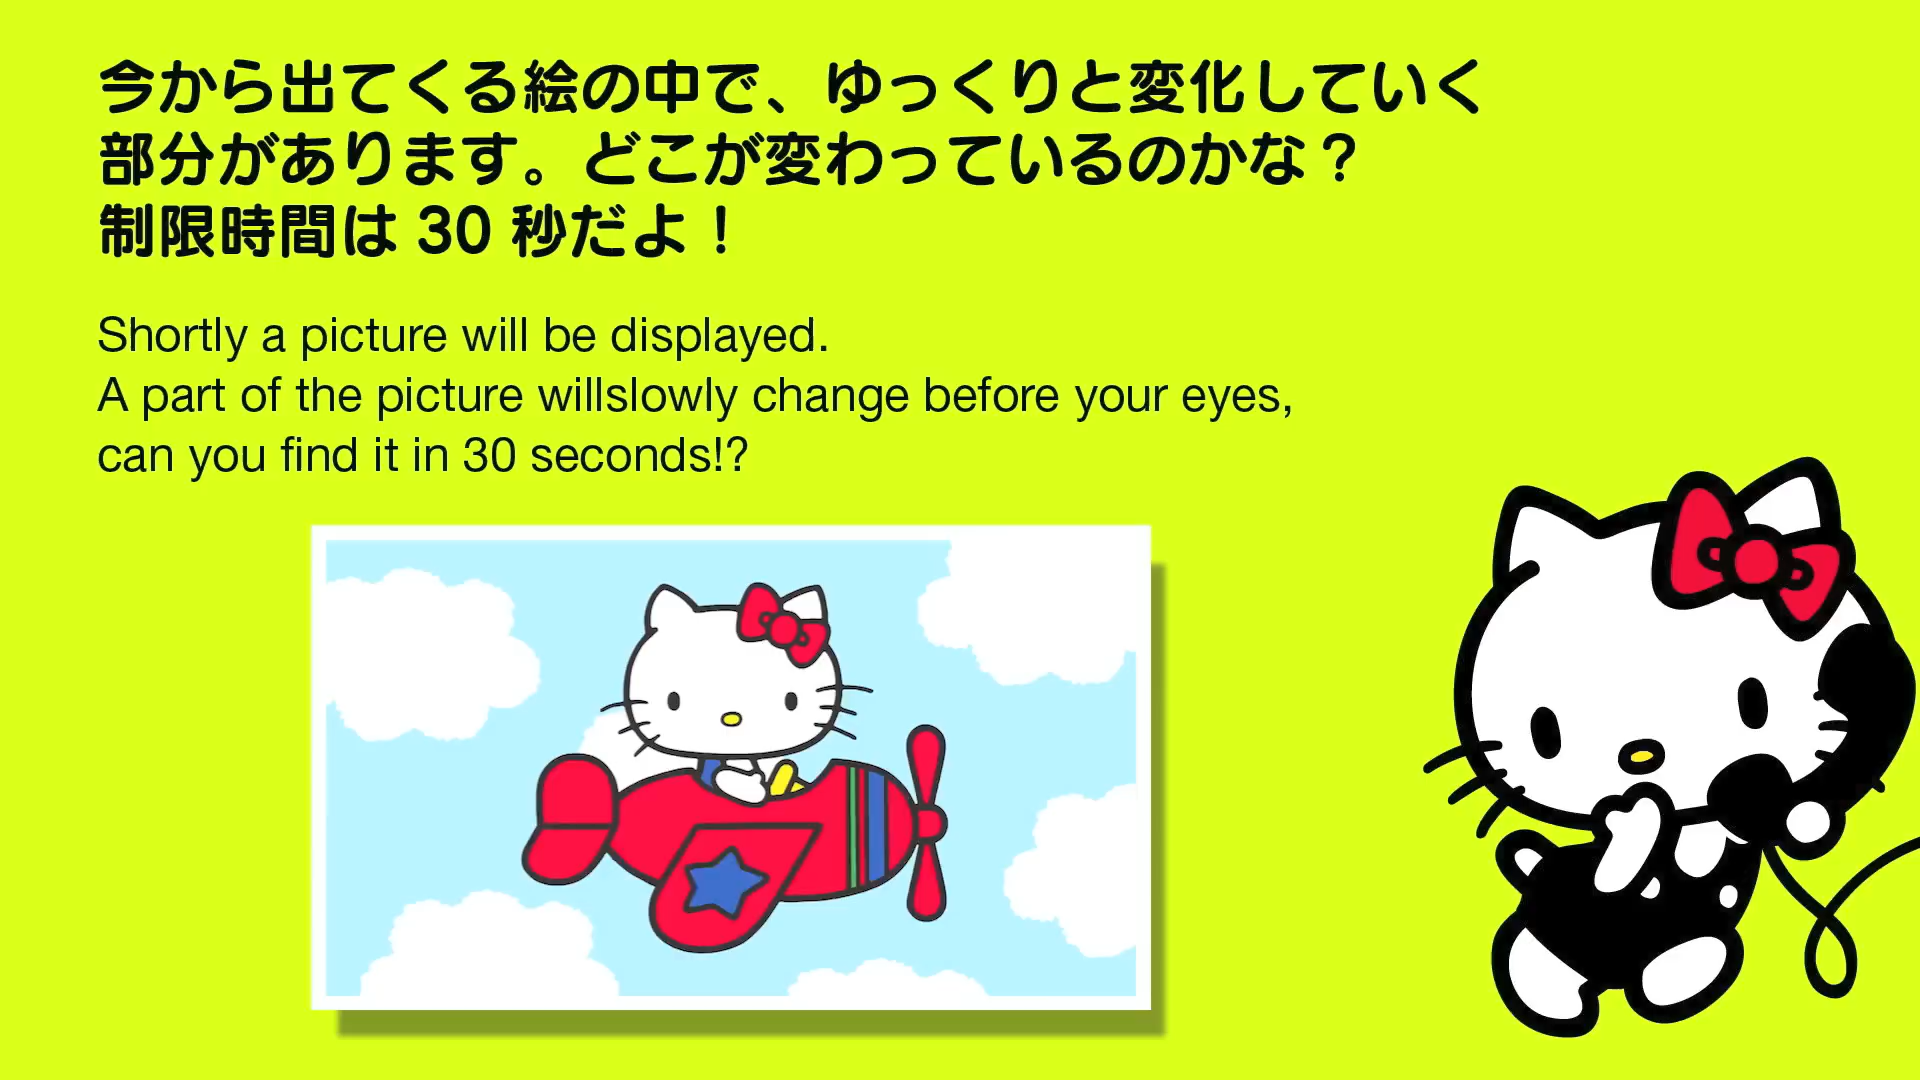 今から出てくる絵の中で、ゆっくりと変化していく
部分があります。どこが変わっているのかな？
制限時間は 30 秒だよ！
Shortly a picture will be displayed.
A part of the picture willslowly change before your eyes,
can you find it in 30 seconds!?